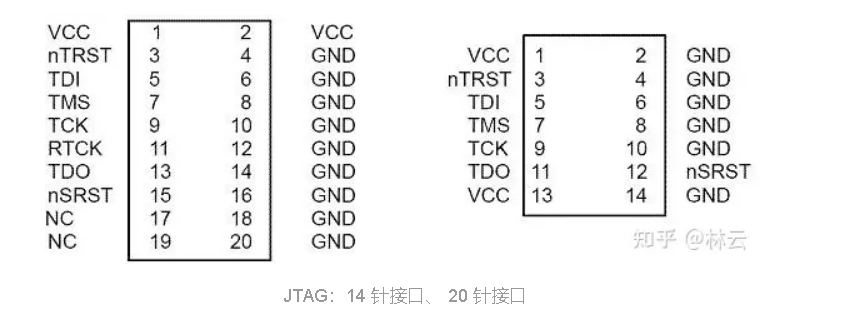 VCC 1 2 VCC
nTRST 3 4 GND
TDI 5 6 GND
TMS 7 8 GND
TCK 9 10 GND
RTCK 11 12 GND
TDO 13 14 GND
nSRST 15 16 GND
NC 17 18 GND
NC 19 20 GND
VCC 1 2 GND
nTRST 3 4 GND
TDI 5 6 GND
TMS 7 8 GND
TCK 9 10 GND
TDO 11 12 nSRST
VCC 13 14 GND
知乎 @林云
JTAG：14 针接口、20 针接口